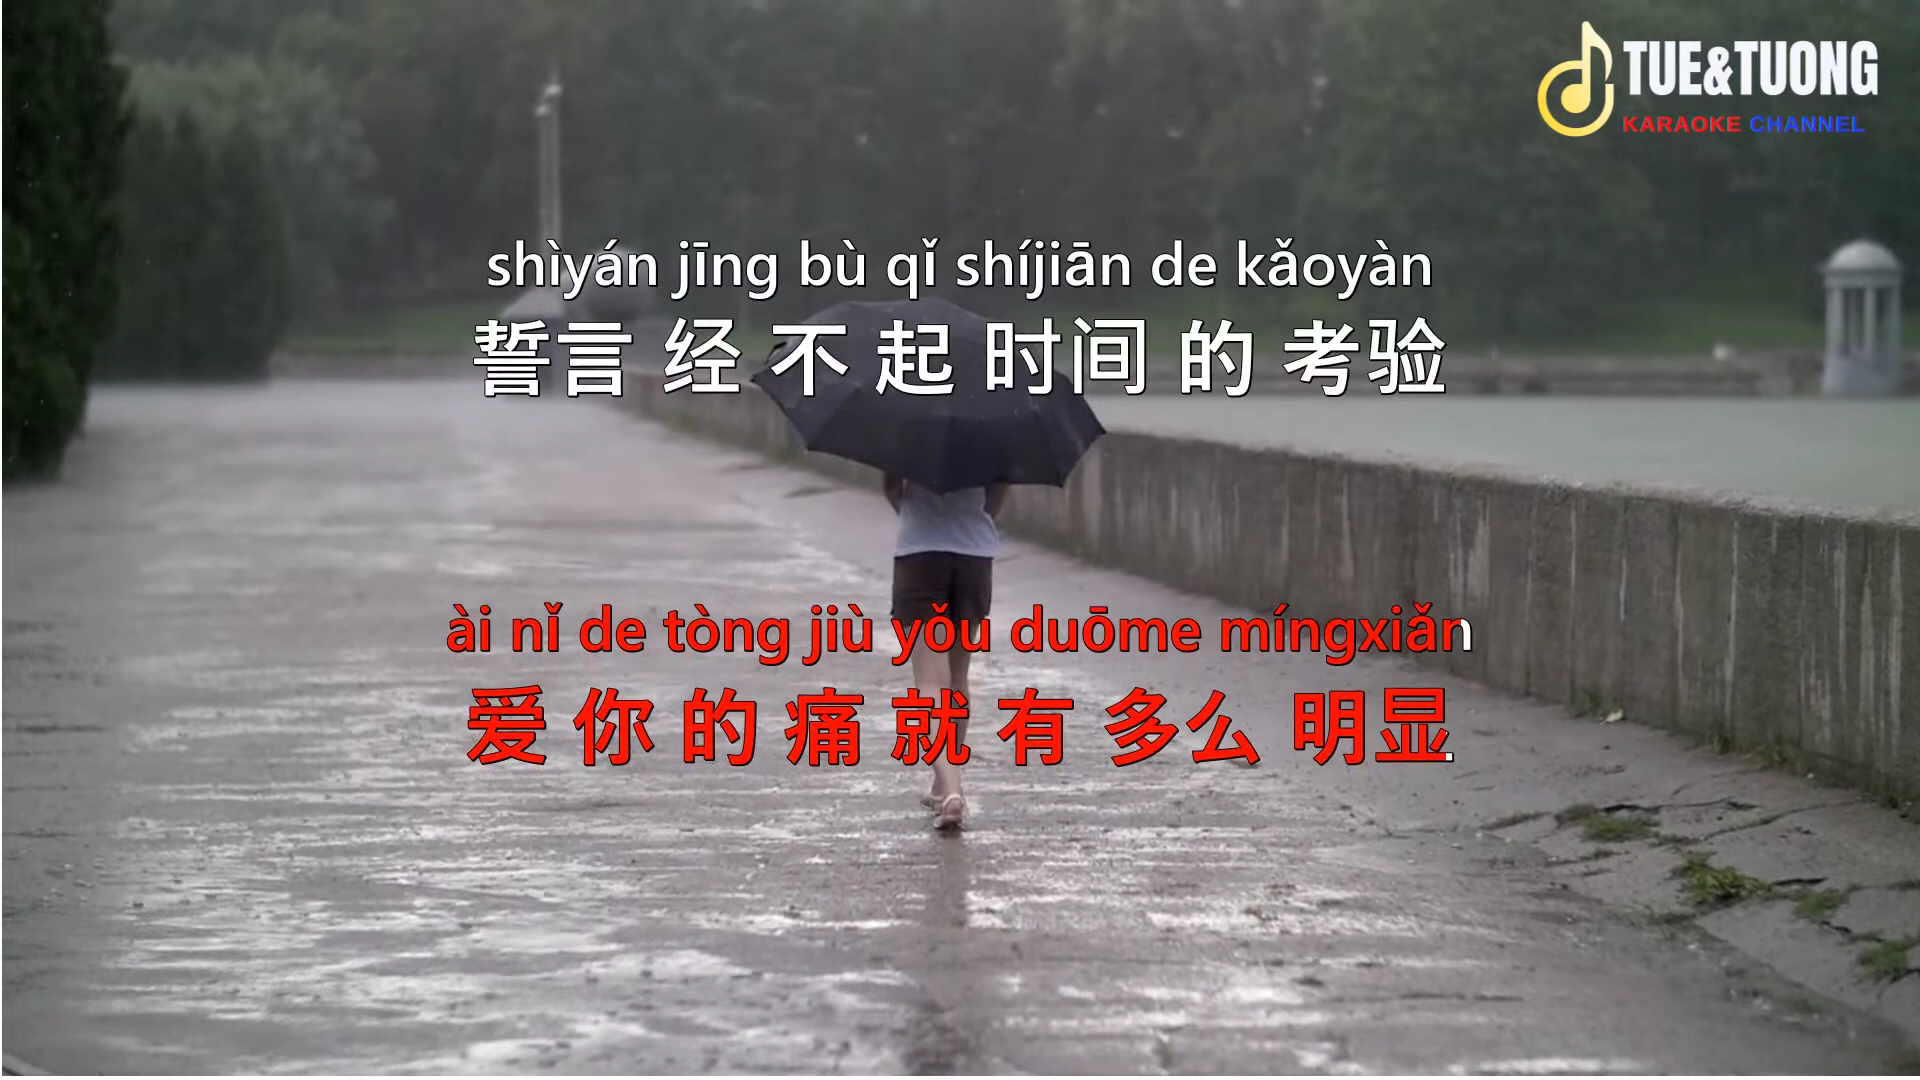 TUE&TUONG
KARAOKE CHANNEL
shìyán jīng bù qǐ shíjiān de kǎoyàn
誓言 经 不 起 时间 的 考验
ài nǐ de tòng jiù yǒu duōme míngxiǎn
爱 你 的 痛 就 有 多么 明显